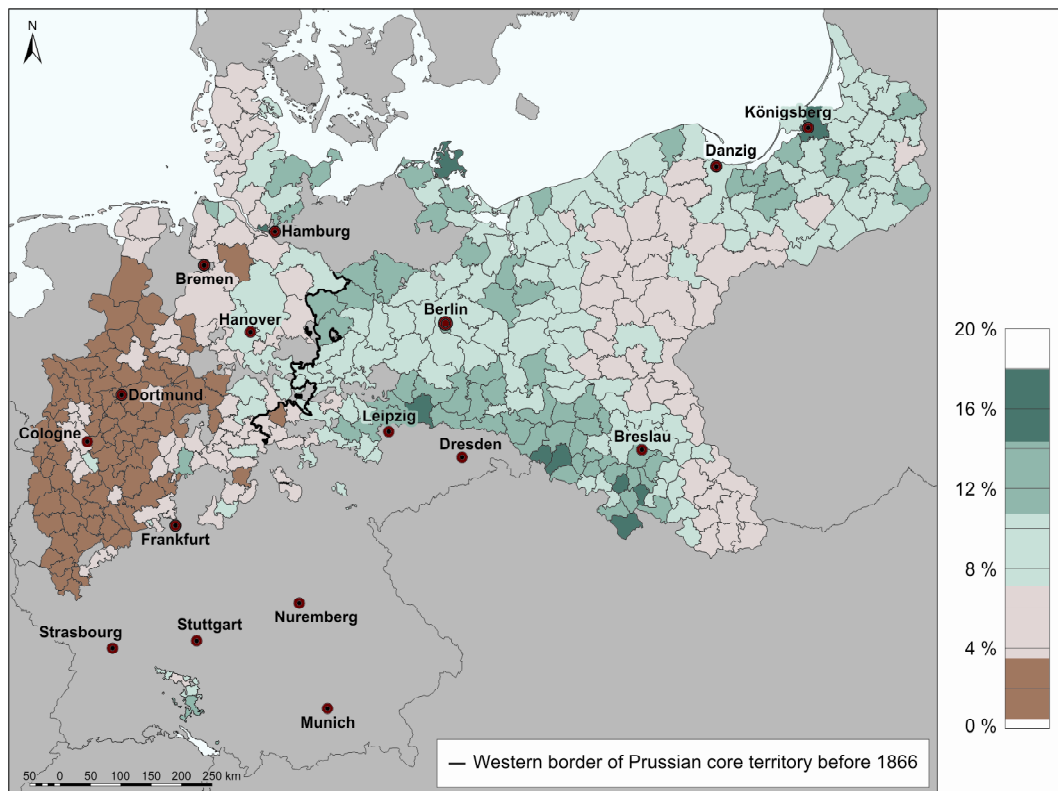 N
Königsberg
Danzig
Hamburg
Bremen
Hanover
Berlin
Dortmund
Leipzig
Cologne
Dresden
Breslau
Frankfurt
Nuremberg
Stuttgart
Strasbourg
Munich
20 %
16 %
12 %
8 %
4 %
0 %
Western border of Prussian core territory before 1866
50 0 50 100 150 200 250 km